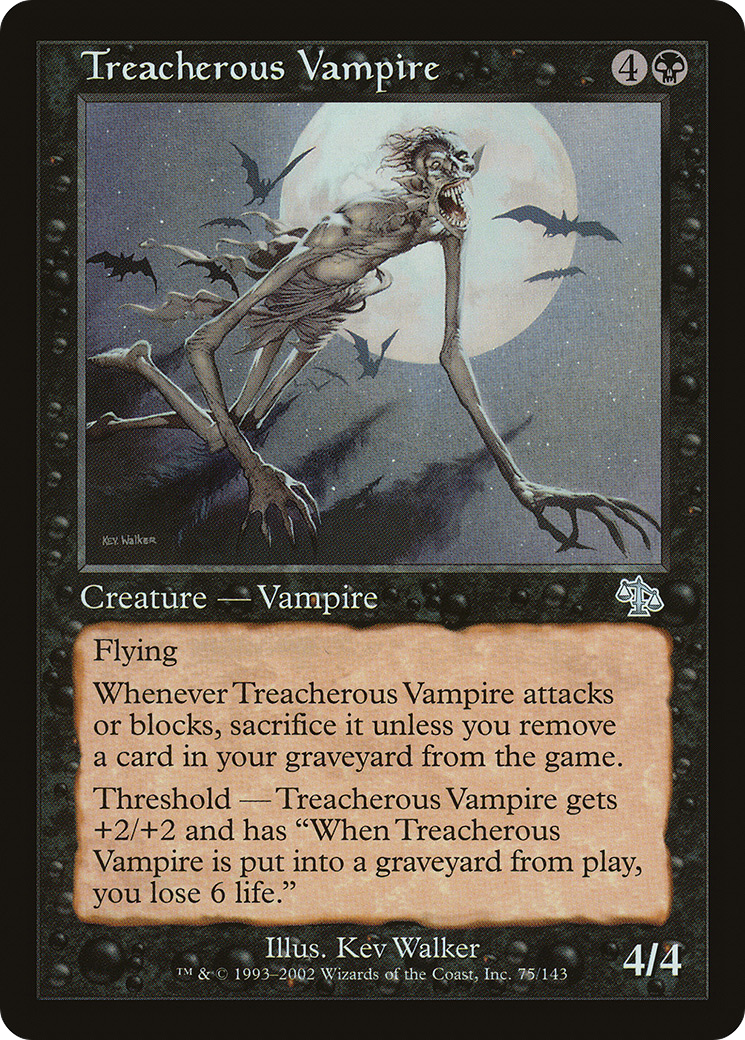 Treacherous Vampire 4
Kev. Walker
Creature — Vampire
Flying
Whenever Treacherous Vampire attacks
or blocks, sacrifice it unless you remove
a card in your graveyard from the game.
Threshold — Treacherous Vampire gets
+2/+2 and has “When Treacherous
Vampire is put into a graveyard from play,
you lose 6 life.”
Illus. Kev Walker
™ & © 1993–2002 Wizards of the Coast, Inc. 75/143
4/4